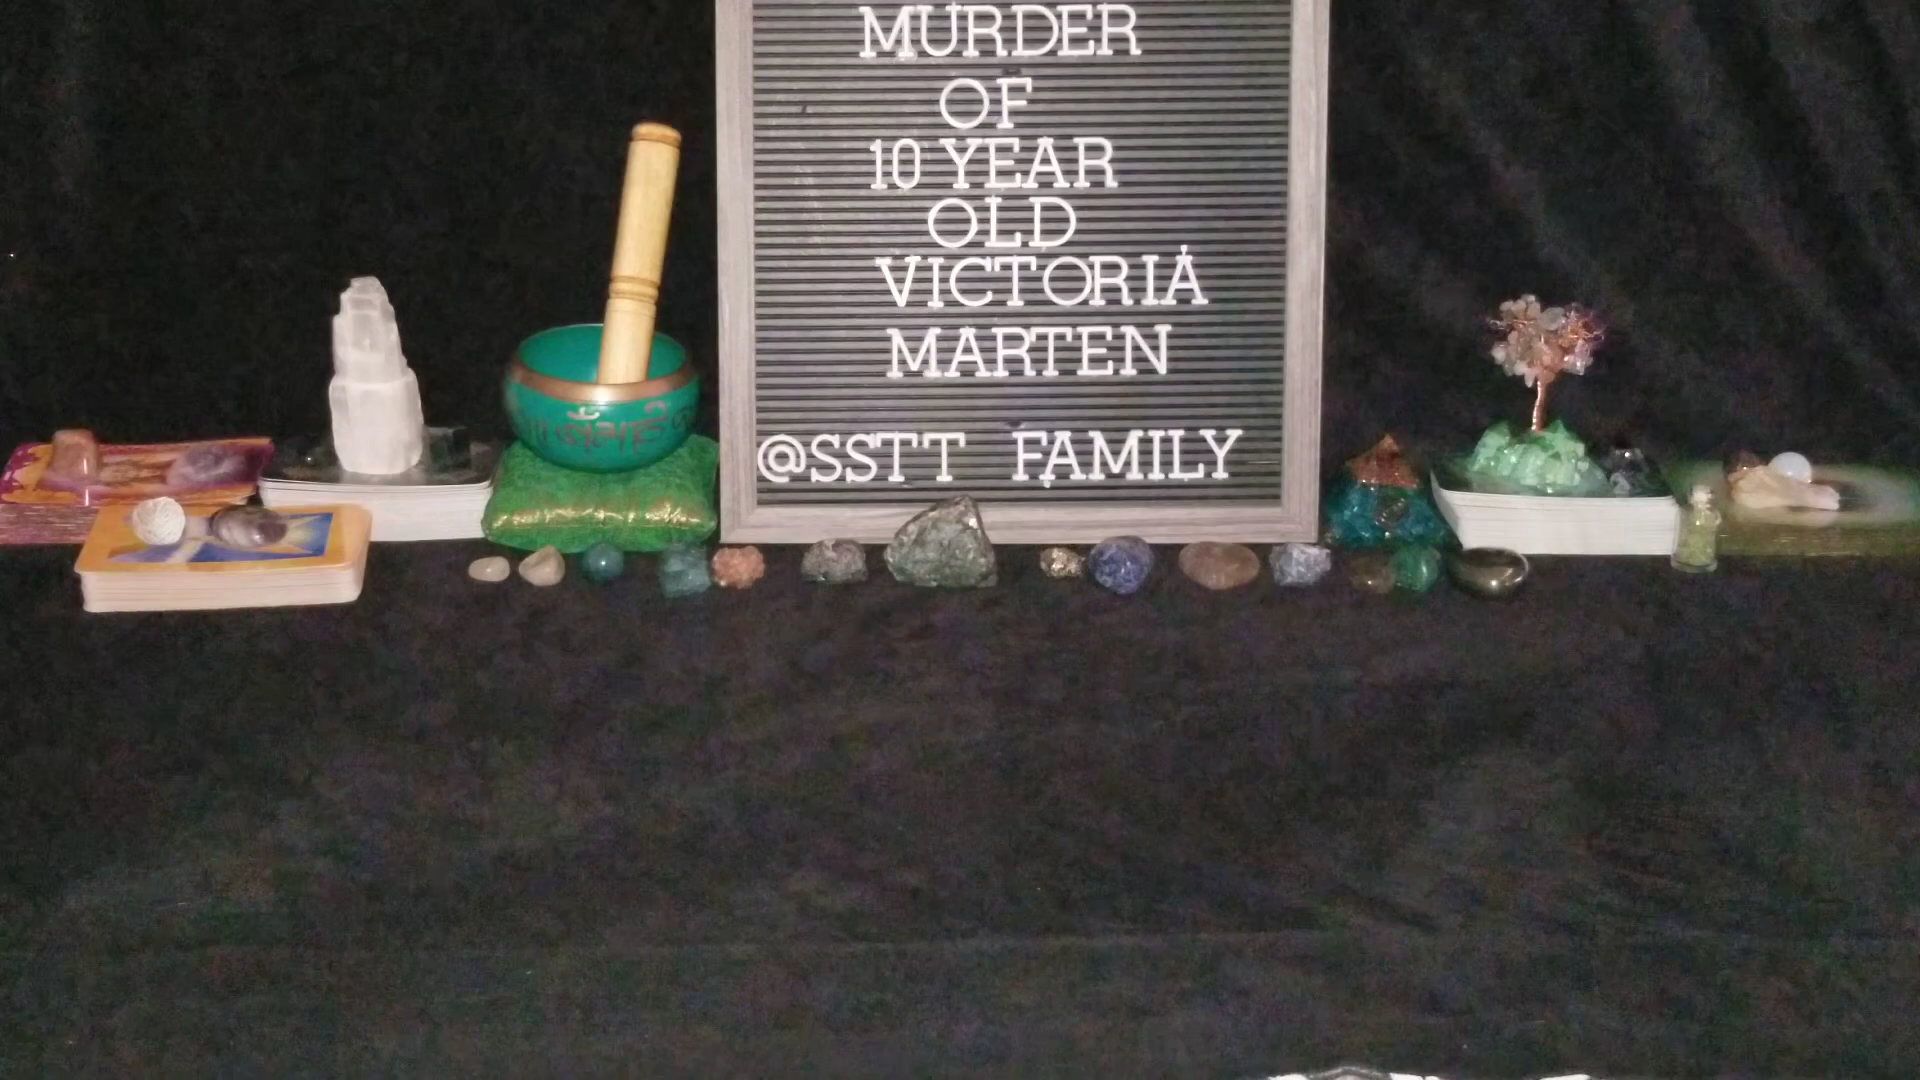 MURDER
OF
10 YEAR
OLD
VICTORIA
MARTEN
@SSTT FAMILY